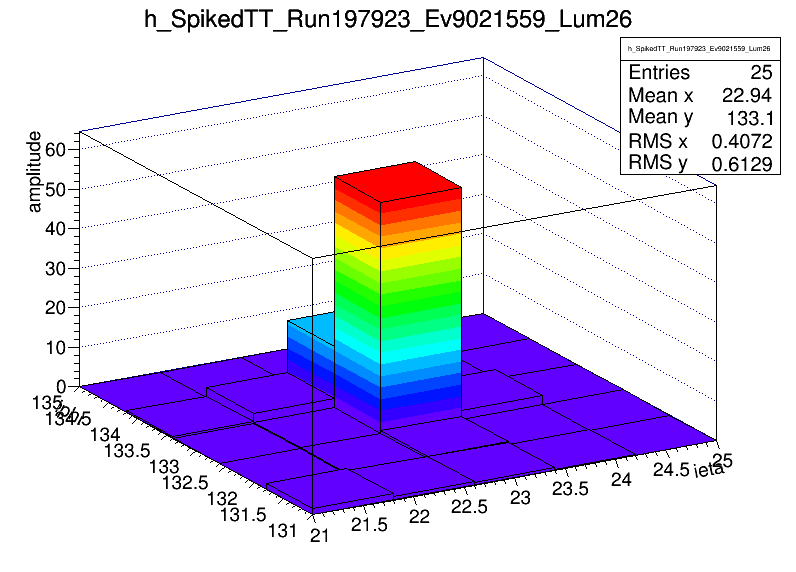 h_SpikedTT_Run197923_Ev9021559_Lum26
h_SpikedTT_Run197923_Ev9021559_Lum26
Entries 25
Mean x 22.94
Mean y 133.1
RMS x 0.4072
RMS y 0.6129
amplitude
60
50
40
30
20
10
0
135
134.5
134
133.5
133
132.5
132
131.5
131
21
21.5
22
22.5
23
23.5
24
24.5
25
ieta